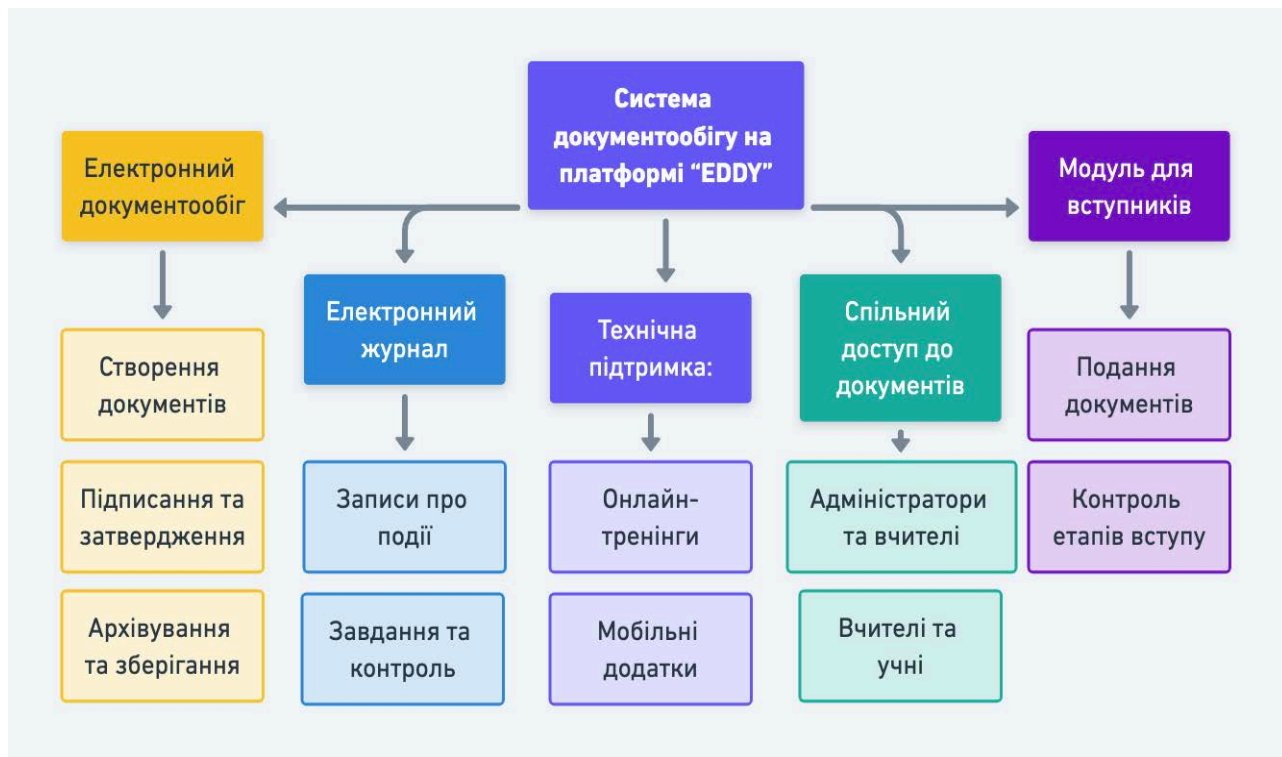 Система
документообігу на
платформі “EDDY”
Електронний
документообіг
Створення
документів
Підписання та
затвердження
Архівування
та зберігання
Електронний
журнал
Записи про
події
Завдання та
контроль
Технічна
підтримка:
Онлайн-
тренінги
Мобільні
додатки
Спільний
доступ до
документів
Адміністратори
та вчителі
Вчителі та
учні
Модуль для
вступників
Подання
документів
Контроль
етапів вступу